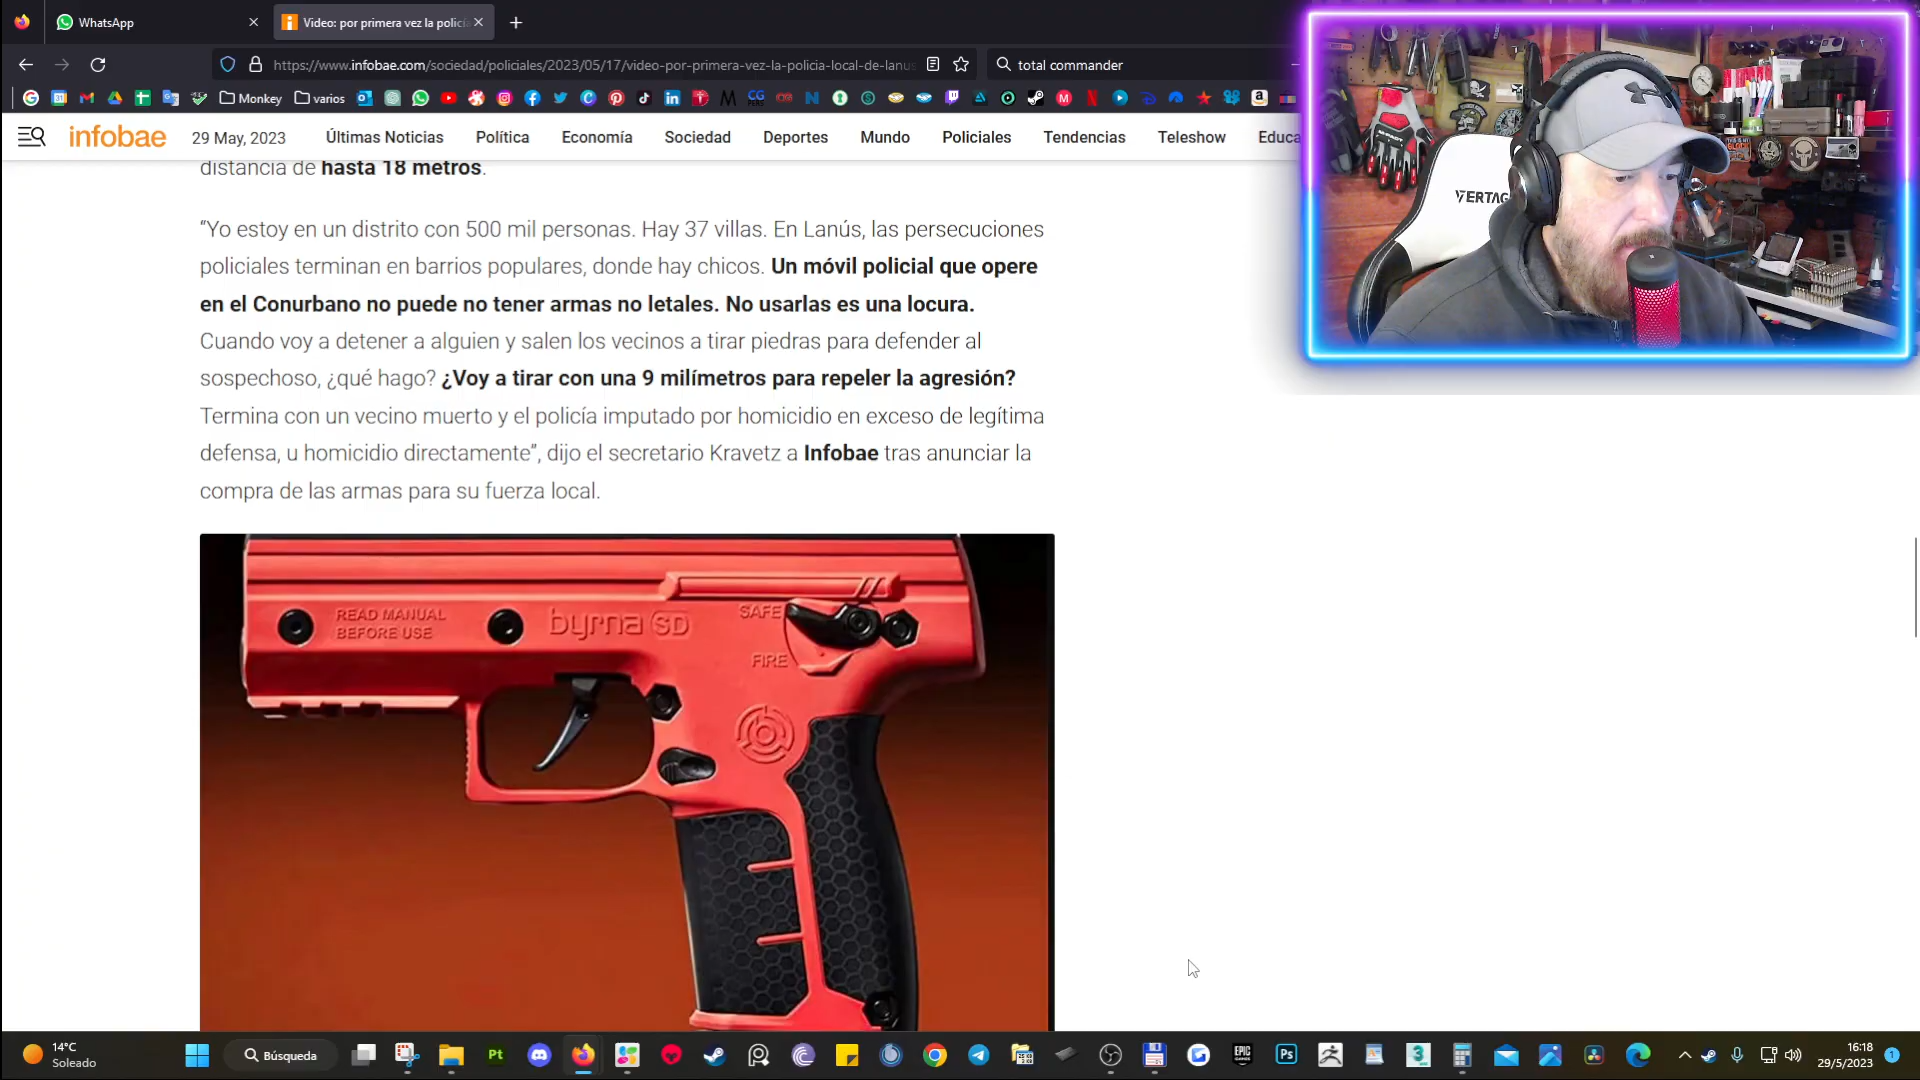 WhatsApp
Video: por primera vez la policí
https://www.infobae.com/sociedad/policiales/2023/05/17/video-por-primera-vez-la-policia-local-de-lanus
total commander
Monkey
varios
infobae
29 May, 2023
Últimas Noticias
Política
Economía
Sociedad
Deportes
Mundo
Policiales
Tendencias
Teleshow
Educa
distancia de hasta 18 metros.
“Yo estoy en un distrito con 500 mil personas. Hay 37 villas. En Lanús, las persecuciones
policiales terminan en barrios populares, donde hay chicos. Un móvil policial que opere
en el Conurbano no puede no tener armas no letales. No usarlas es una locura.
Cuando voy a detener a alguien y salen los vecinos a tirar piedras para defender al
sospechoso, ¿qué hago? ¿Voy a tirar con una 9 milímetros para repeler la agresión?
Termina con un vecino muerto y el policía imputado por homicidio en exceso de legítima
defensa, u homicidio directamente”, dijo el secretario Kravetz a Infobae tras anunciar la
compra de las armas para su fuerza local.
READ MANUAL
BEFORE USE
byrna SD
SAFE
FIRE
VERTAG
14°C
Soleado
Búsqueda
Pt
EPIC
GAMES
Ps
3
16:18
29/5/2023
1